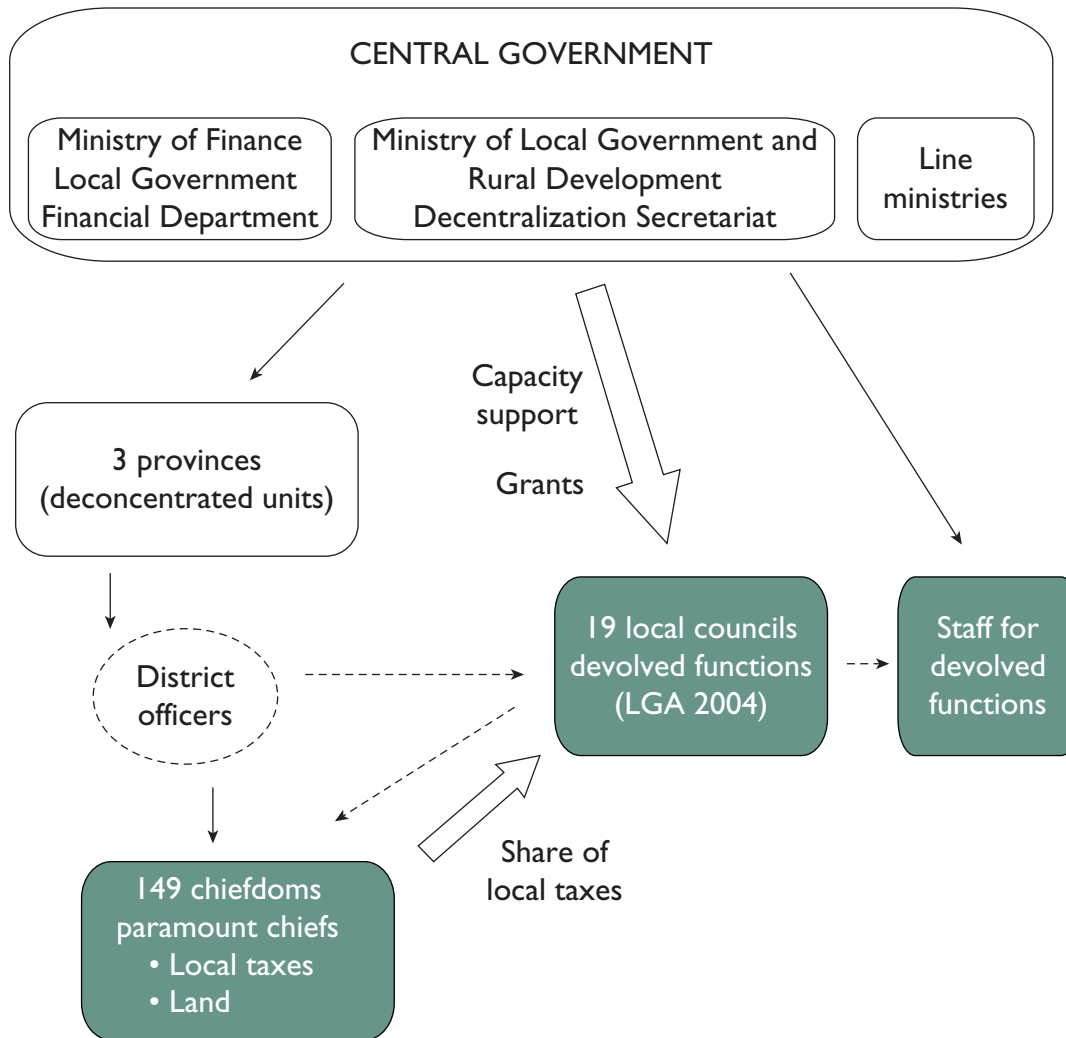 CENTRAL GOVERNMENT
Ministry of Finance
Local Government
Financial Department
Ministry of Local Government and
Rural Development
Decentralization Secretariat
Line
ministries
Capacity
support
Grants
3 provinces
(deconcentrated units)
19 local councils
devolved functions
(LGA 2004)
Staff for
devolved
functions
District
officers
Share of
local taxes
149 chiefdoms
paramount chiefs
• Local taxes
• Land